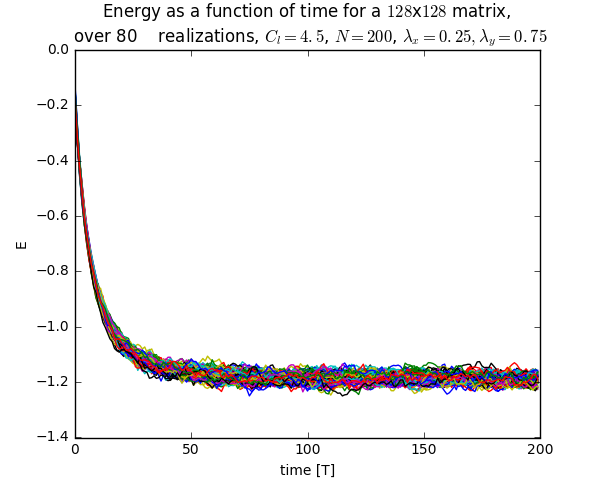 Energy as a function of time for a 128x128 matrix,
over 80 realizations, C_l = 4.5, N = 200, λ_x = 0.25, λ_y = 0.75
0.0
−0.2
−0.4
−0.6
−0.8
−1.0
−1.2
−1.4
E
0 50 100 150 200
time [T]